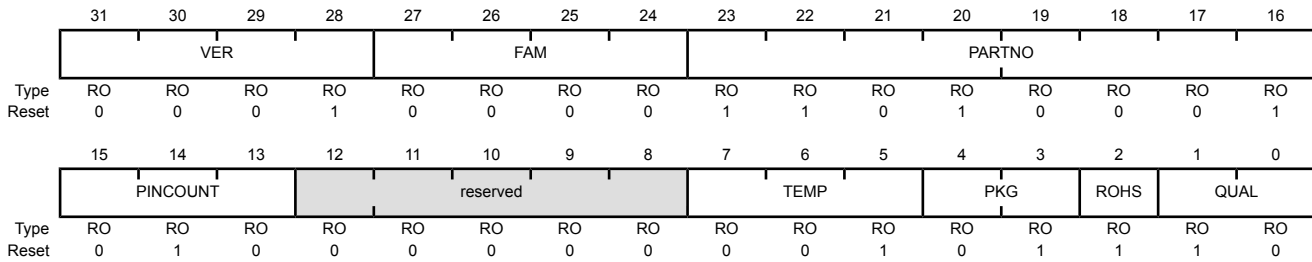 31 30 29 28 27 26 25 24 23 22 21 20 19 18 17 16
VER FAM PARTNO
Type RO RO RO RO RO RO RO RO RO RO RO RO RO RO RO RO
Reset 0 0 0 1 0 0 0 0 1 1 0 1 0 0 0 1
15 14 13 12 11 10 9 8 7 6 5 4 3 2 1 0
PINCOUNT reserved TEMP PKG ROHS QUAL
Type RO RO RO RO RO RO RO RO RO RO RO RO RO RO RO RO
Reset 0 1 0 0 0 0 0 0 0 0 1 0 1 1 1 0